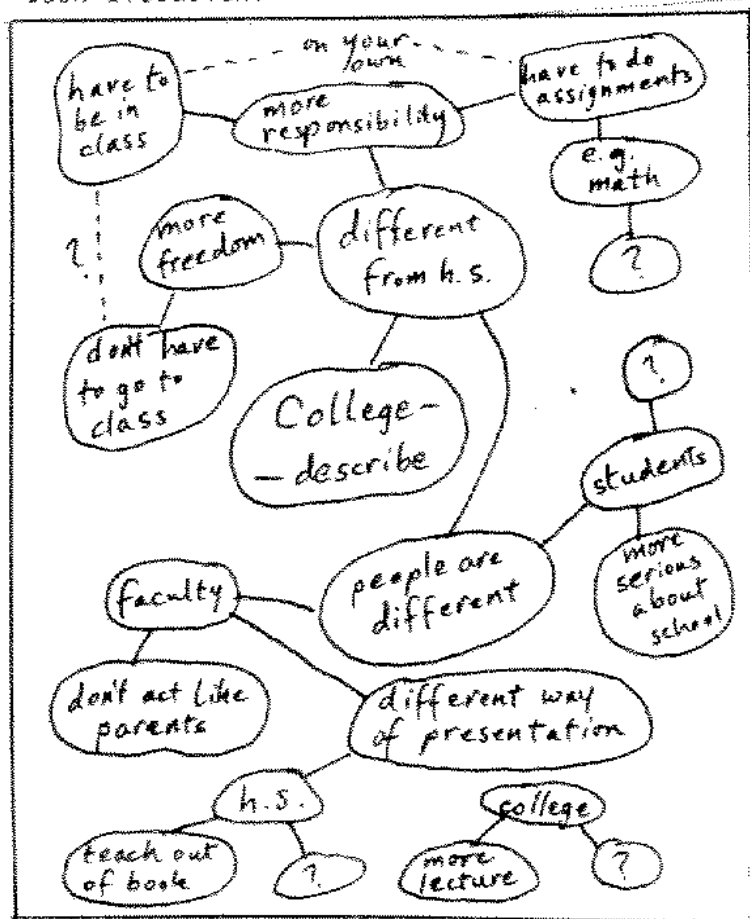 on your
own
have to
be in
class
more
responsibility
have to do
assignments
e.g.
math
?
more
freedom
different
from h.s.
?
don't have
to go to
class
College-
- describe
?
students
more
serious
about
school
people are
different
faculty
don't act like
parents
different way
of presentation
h.s.
teach out
of book
?
college
more
lecture
?